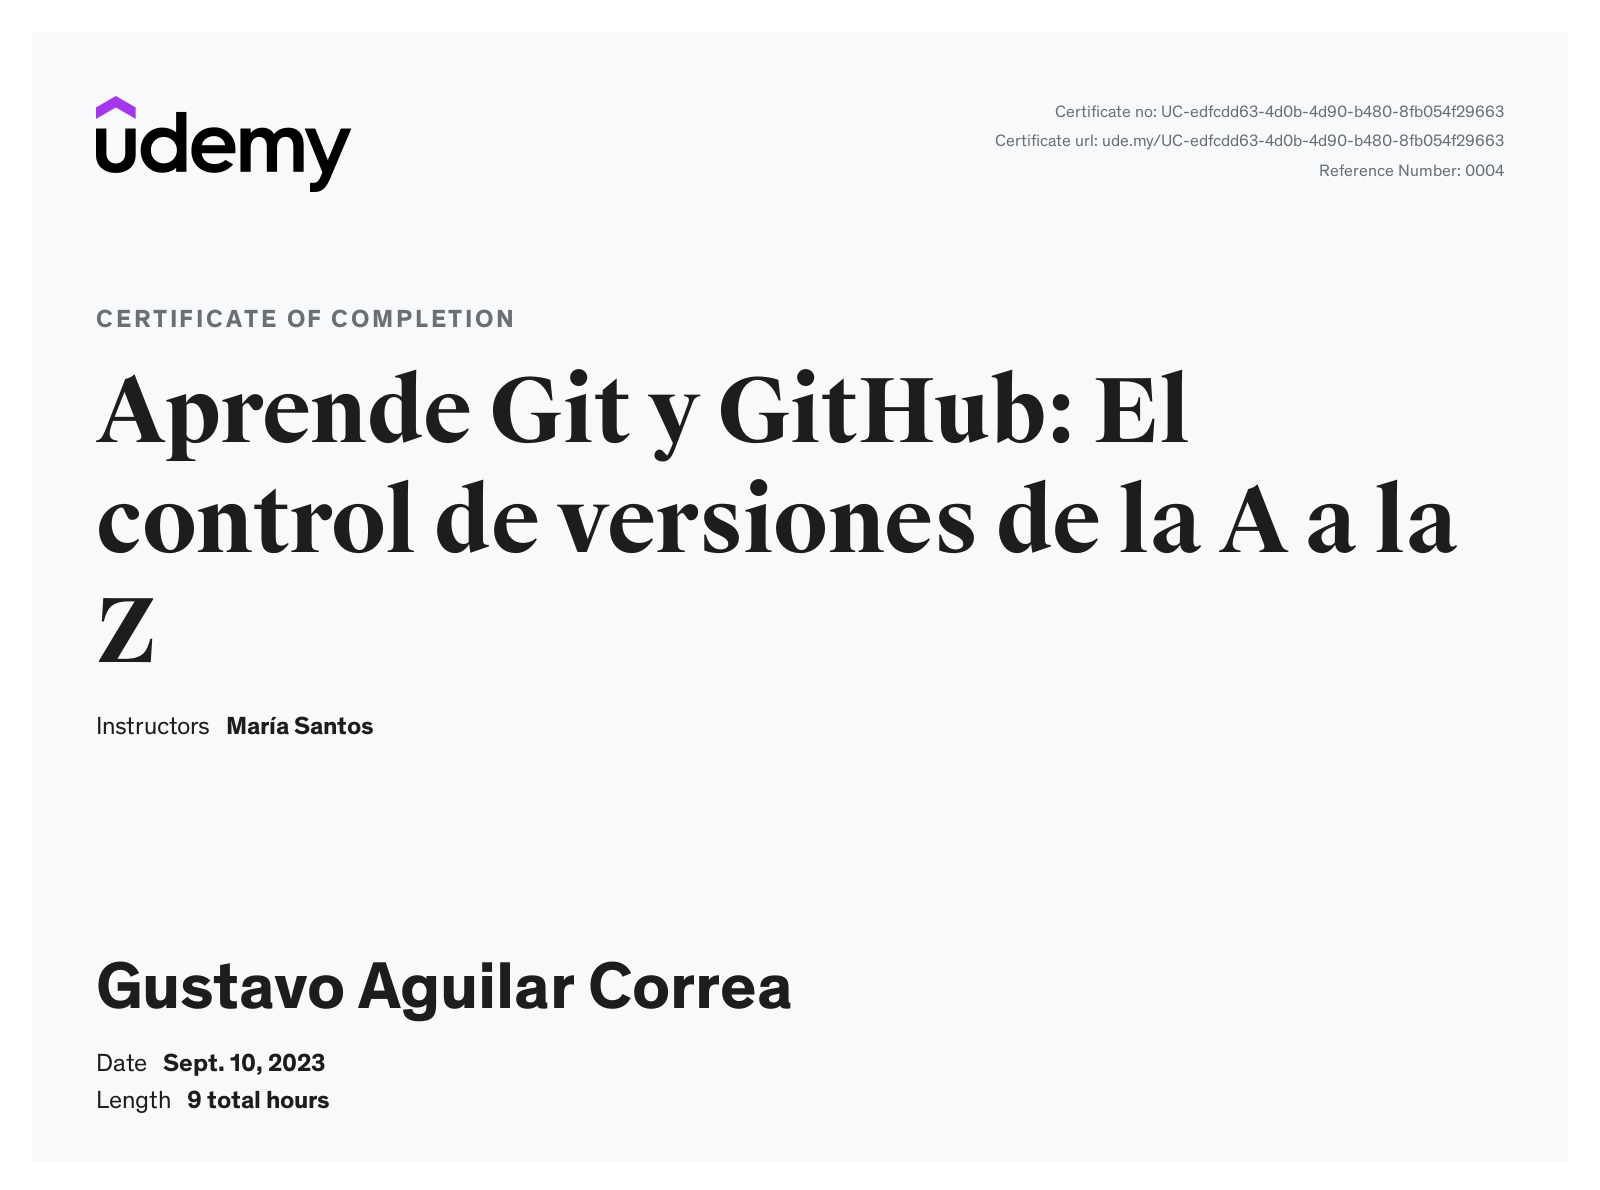 udemy
Certificate no: UC-edfcdd63-4d0b-4d90-b480-8fb054f29663
Certificate url: ude.my/UC-edfcdd63-4d0b-4d90-b480-8fb054f29663
Reference Number: 0004
CERTIFICATE OF COMPLETION
Aprende Git y GitHub: El
control de versiones de la A a la
Z
Instructors María Santos
Gustavo Aguilar Correa
Date Sept. 10, 2023
Length 9 total hours